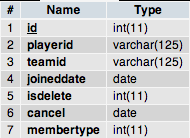 # Name Type
1 id int(11)
2 playerid varchar(125)
3 teamid varchar(125)
4 joineddate date
5 isdelete int(11)
6 cancel date
7 membertype int(11)